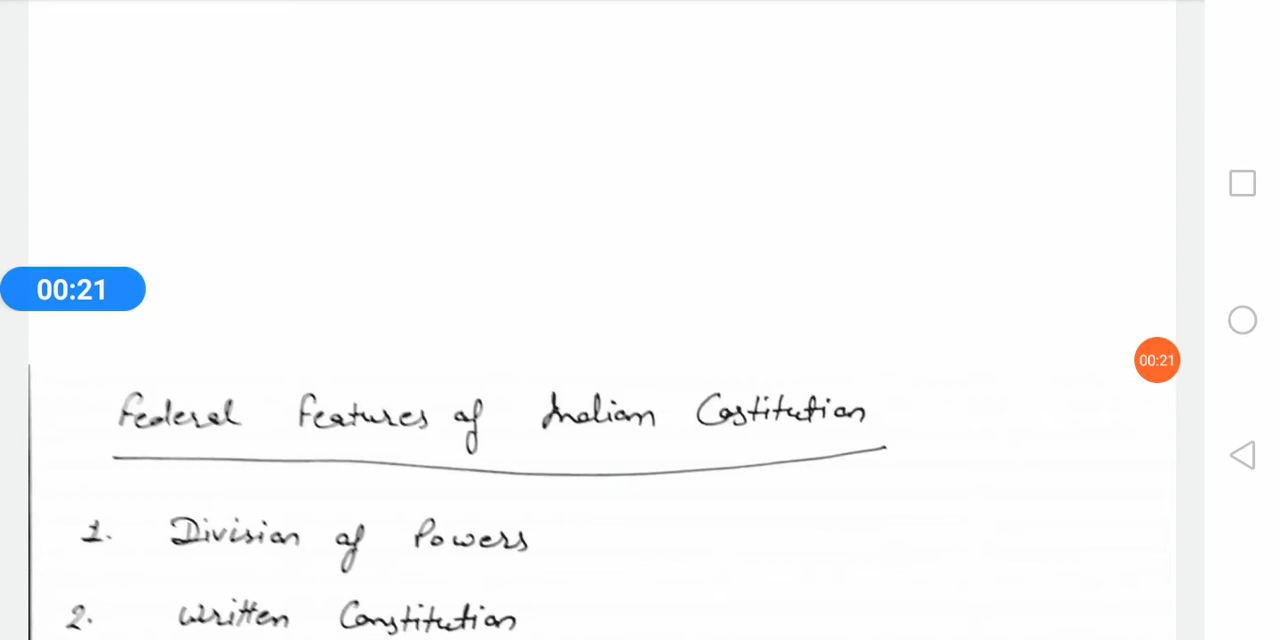 00:21
00:21
Federal Features of Indian Costitution
1. Division of Powers
2. Written Constitution